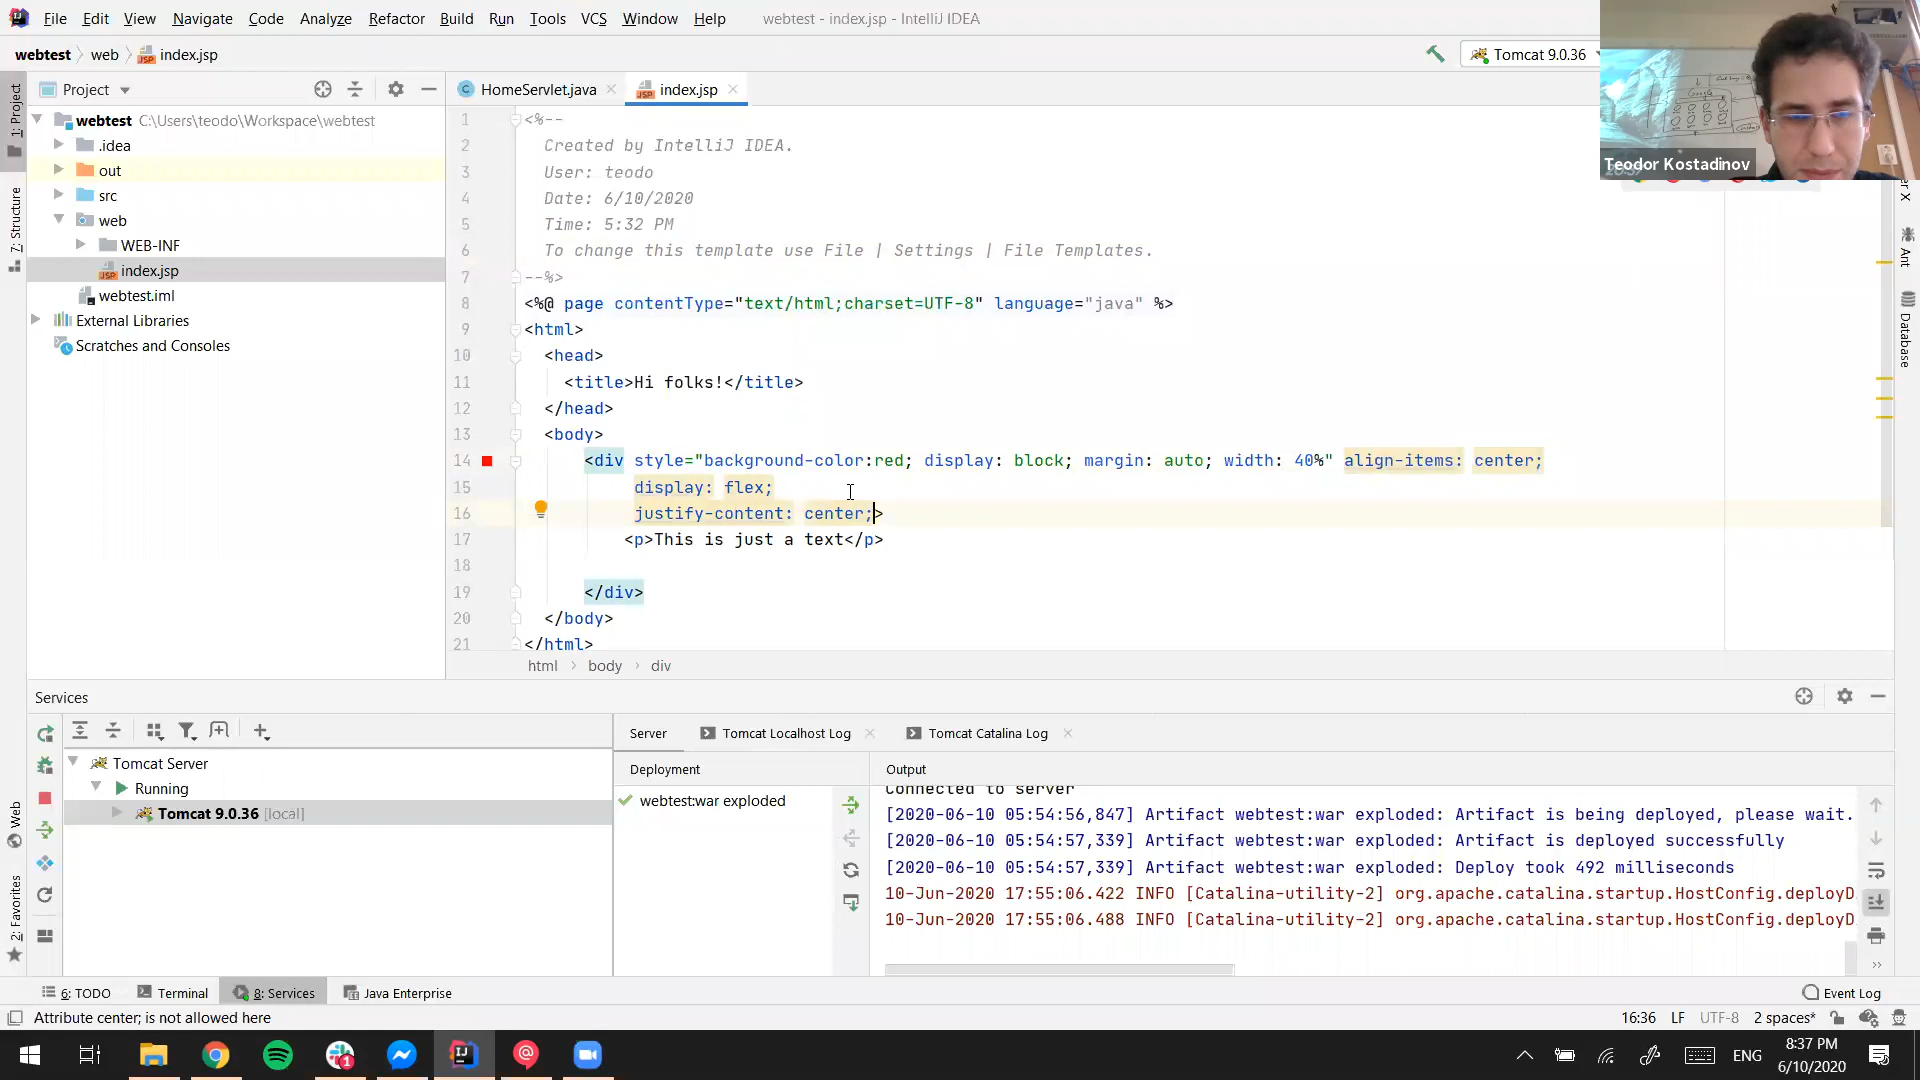 File Edit View Navigate Code Analyze Refactor Build Run Tools VCS Window Help webtest - index.jsp - IntelliJ IDEA
webtest web index.jsp Tomcat 9.0.36
Teodor Kostadinov
1: Project
7: Structure
Web
2: Favorites
Project
webtest C:\Users\teodo\Workspace\webtest
.idea
out
src
web
WEB-INF
index.jsp
webtest.iml
External Libraries
Scratches and Consoles
HomeServlet.java index.jsp
1 <%--
2 Created by IntelliJ IDEA.
3 User: teodo
4 Date: 6/10/2020
5 Time: 5:32 PM
6 To change this template use File | Settings | File Templates.
7 --%>
8 <%@ page contentType="text/html;charset=UTF-8" language="java" %>
9 <html>
10 <head>
11 <title>Hi folks!</title>
12 </head>
13 <body>
14 <div style="background-color:red; display: block; margin: auto; width: 40%" align-items: center;
15 display: flex;
16 justify-content: center;>
17 <p>This is just a text</p>
18
19 </div>
20 </body>
21 </html>
html body div
Ant
Database
Services
Tomcat Server
Running
Tomcat 9.0.36 [local]
Server Tomcat Localhost Log Tomcat Catalina Log
Deployment
webtest:war exploded
Output
Connected to server
[2020-06-10 05:54:56,847] Artifact webtest:war exploded: Artifact is being deployed, please wait.
[2020-06-10 05:54:57,339] Artifact webtest:war exploded: Artifact is deployed successfully
[2020-06-10 05:54:57,339] Artifact webtest:war exploded: Deploy took 492 milliseconds
10-Jun-2020 17:55:06.422 INFO [Catalina-utility-2] org.apache.catalina.startup.HostConfig.deployD
10-Jun-2020 17:55:06.488 INFO [Catalina-utility-2] org.apache.catalina.startup.HostConfig.deployD
6: TODO Terminal 8: Services Java Enterprise Event Log
Attribute center; is not allowed here 16:36 LF UTF-8 2 spaces*
ENG 8:37 PM
6/10/2020